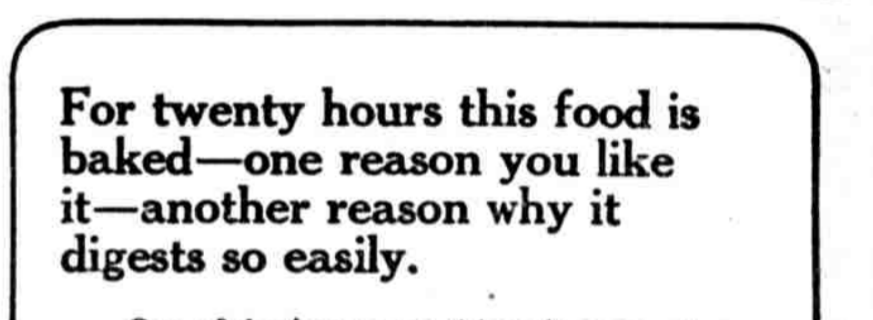 For twenty hours this food is
baked—one reason you like
it—another reason why it
digests so easily.